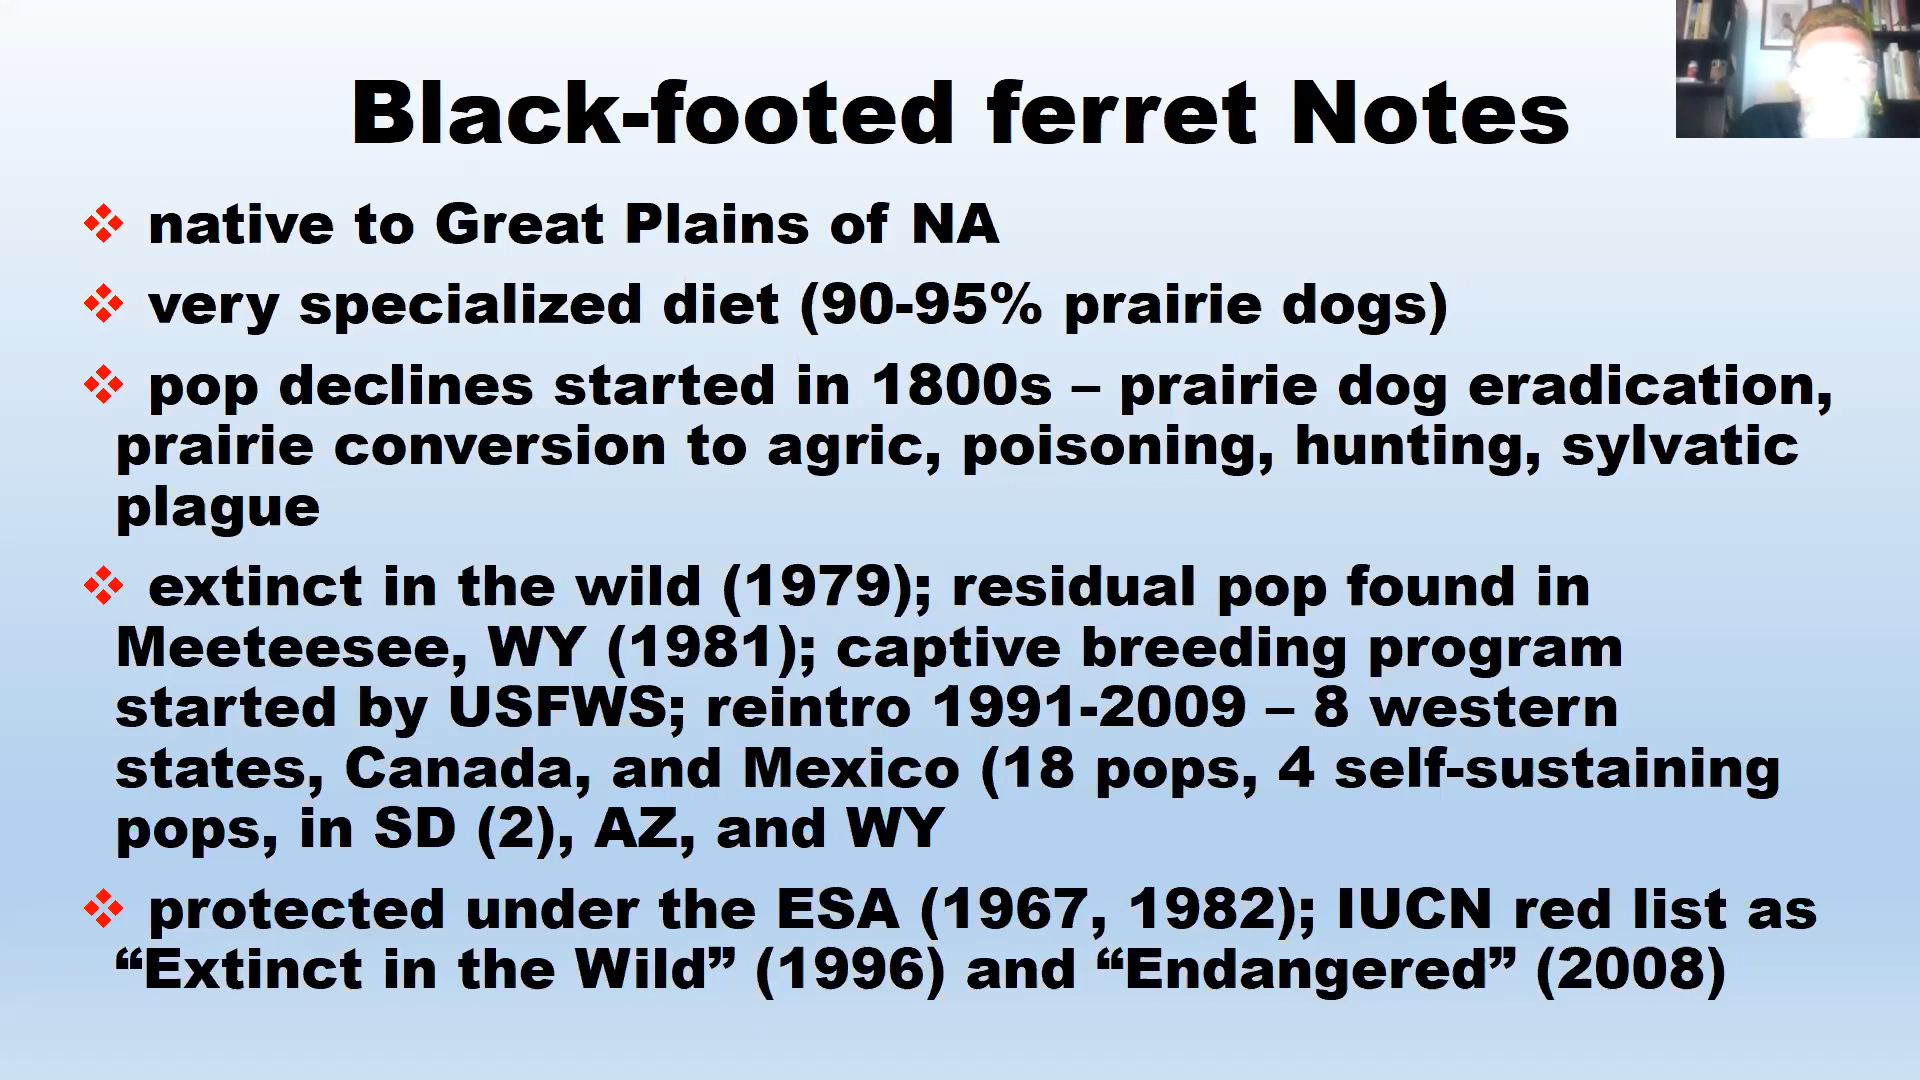 Black-footed ferret Notes
native to Great Plains of NA
very specialized diet (90-95% prairie dogs)
pop declines started in 1800s – prairie dog eradication,
prairie conversion to agric, poisoning, hunting, sylvatic
plague
extinct in the wild (1979); residual pop found in
Meeteesee, WY (1981); captive breeding program
started by USFWS; reintro 1991-2009 – 8 western
states, Canada, and Mexico (18 pops, 4 self-sustaining
pops, in SD (2), AZ, and WY
protected under the ESA (1967, 1982); IUCN red list as
“Extinct in the Wild” (1996) and “Endangered” (2008)